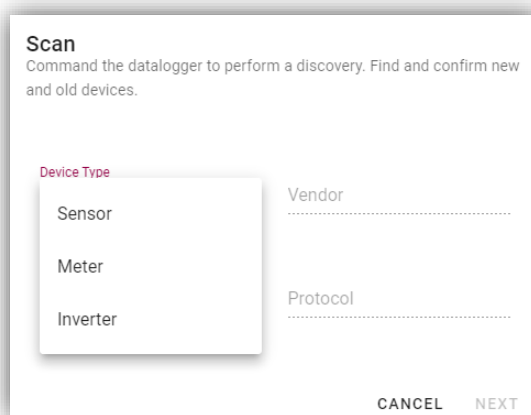 Scan
Command the datalogger to perform a discovery. Find and confirm new
and old devices.
Device Type
Sensor
Meter
Inverter
Vendor
Protocol
CANCEL NEXT